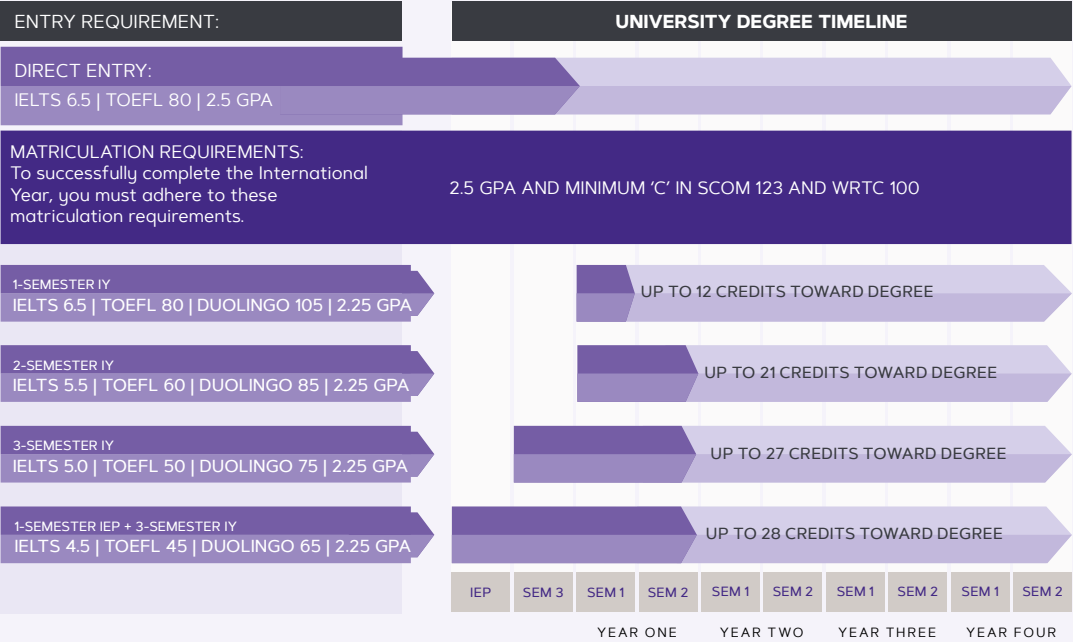 ENTRY REQUIREMENT:
UNIVERSITY DEGREE TIMELINE
DIRECT ENTRY:
IELTS 6.5 | TOEFL 80 | 2.5 GPA
MATRICULATION REQUIREMENTS:
To successfully complete the International
Year, you must adhere to these
matriculation requirements.
2.5 GPA AND MINIMUM ‘C’ IN SCOM 123 AND WRTC 100
1-SEMESTER IY
IELTS 6.5 | TOEFL 80 | DUOLINGO 105 | 2.25 GPA
UP TO 12 CREDITS TOWARD DEGREE
2-SEMESTER IY
IELTS 5.5 | TOEFL 60 | DUOLINGO 85 | 2.25 GPA
UP TO 21 CREDITS TOWARD DEGREE
3-SEMESTER IY
IELTS 5.0 | TOEFL 50 | DUOLINGO 75 | 2.25 GPA
UP TO 27 CREDITS TOWARD DEGREE
1-SEMESTER IEP + 3-SEMESTER IY
IELTS 4.5 | TOEFL 45 | DUOLINGO 65 | 2.25 GPA
UP TO 28 CREDITS TOWARD DEGREE
IEP SEM 3 SEM 1 SEM 2 SEM 1 SEM 2 SEM 1 SEM 2 SEM 1 SEM 2
YEAR ONE YEAR TWO YEAR THREE YEAR FOUR